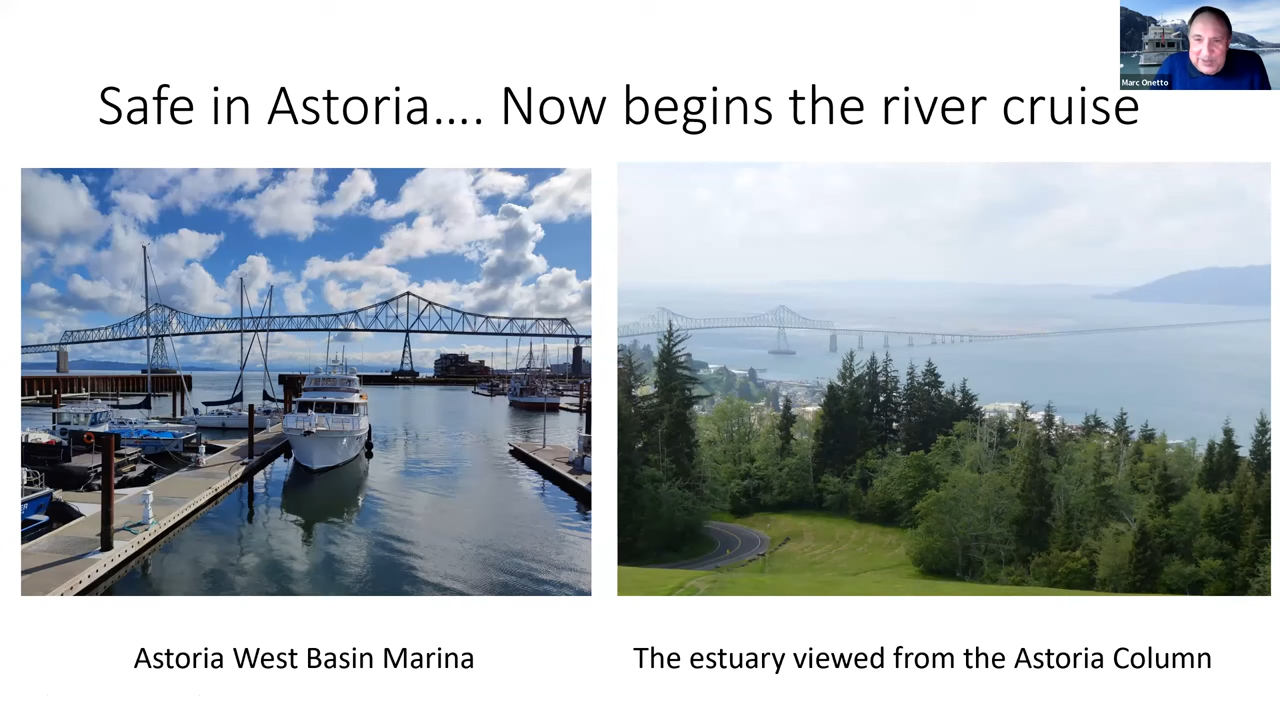 Marc Onetto
Safe in Astoria.... Now begins the river cruise
Astoria West Basin Marina
The estuary viewed from the Astoria Column